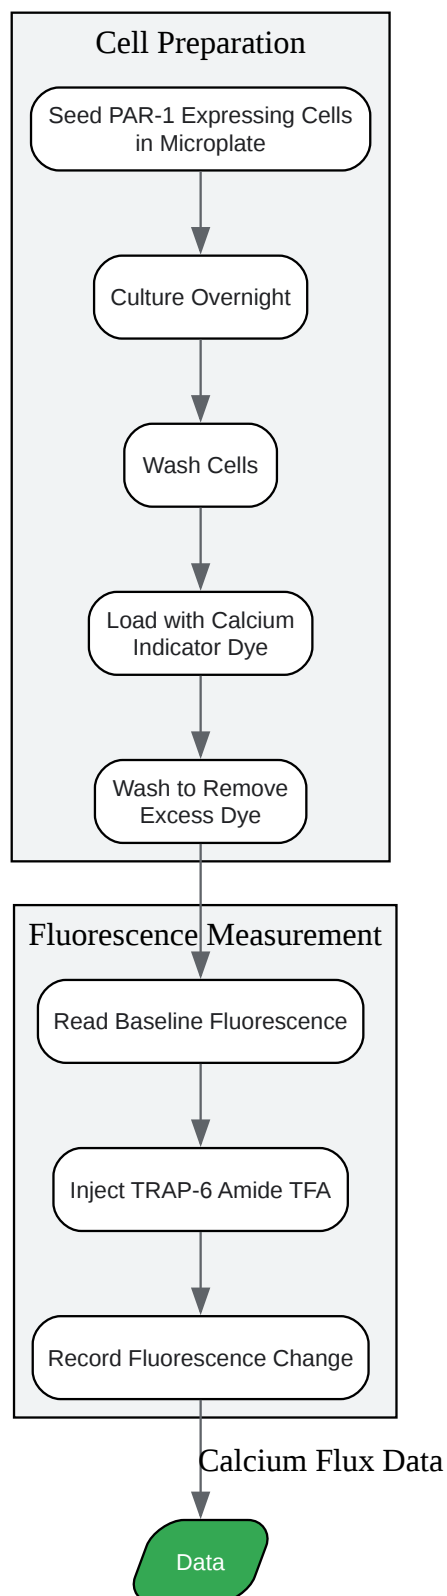 Cell Preparation
Seed PAR-1 Expressing Cells
in Microplate
Culture Overnight
Wash Cells
Load with Calcium
Indicator Dye
Wash to Remove
Excess Dye
Fluorescence Measurement
Read Baseline Fluorescence
Inject TRAP-6 Amide TFA
Record Fluorescence Change
Calcium Flux Data
Data